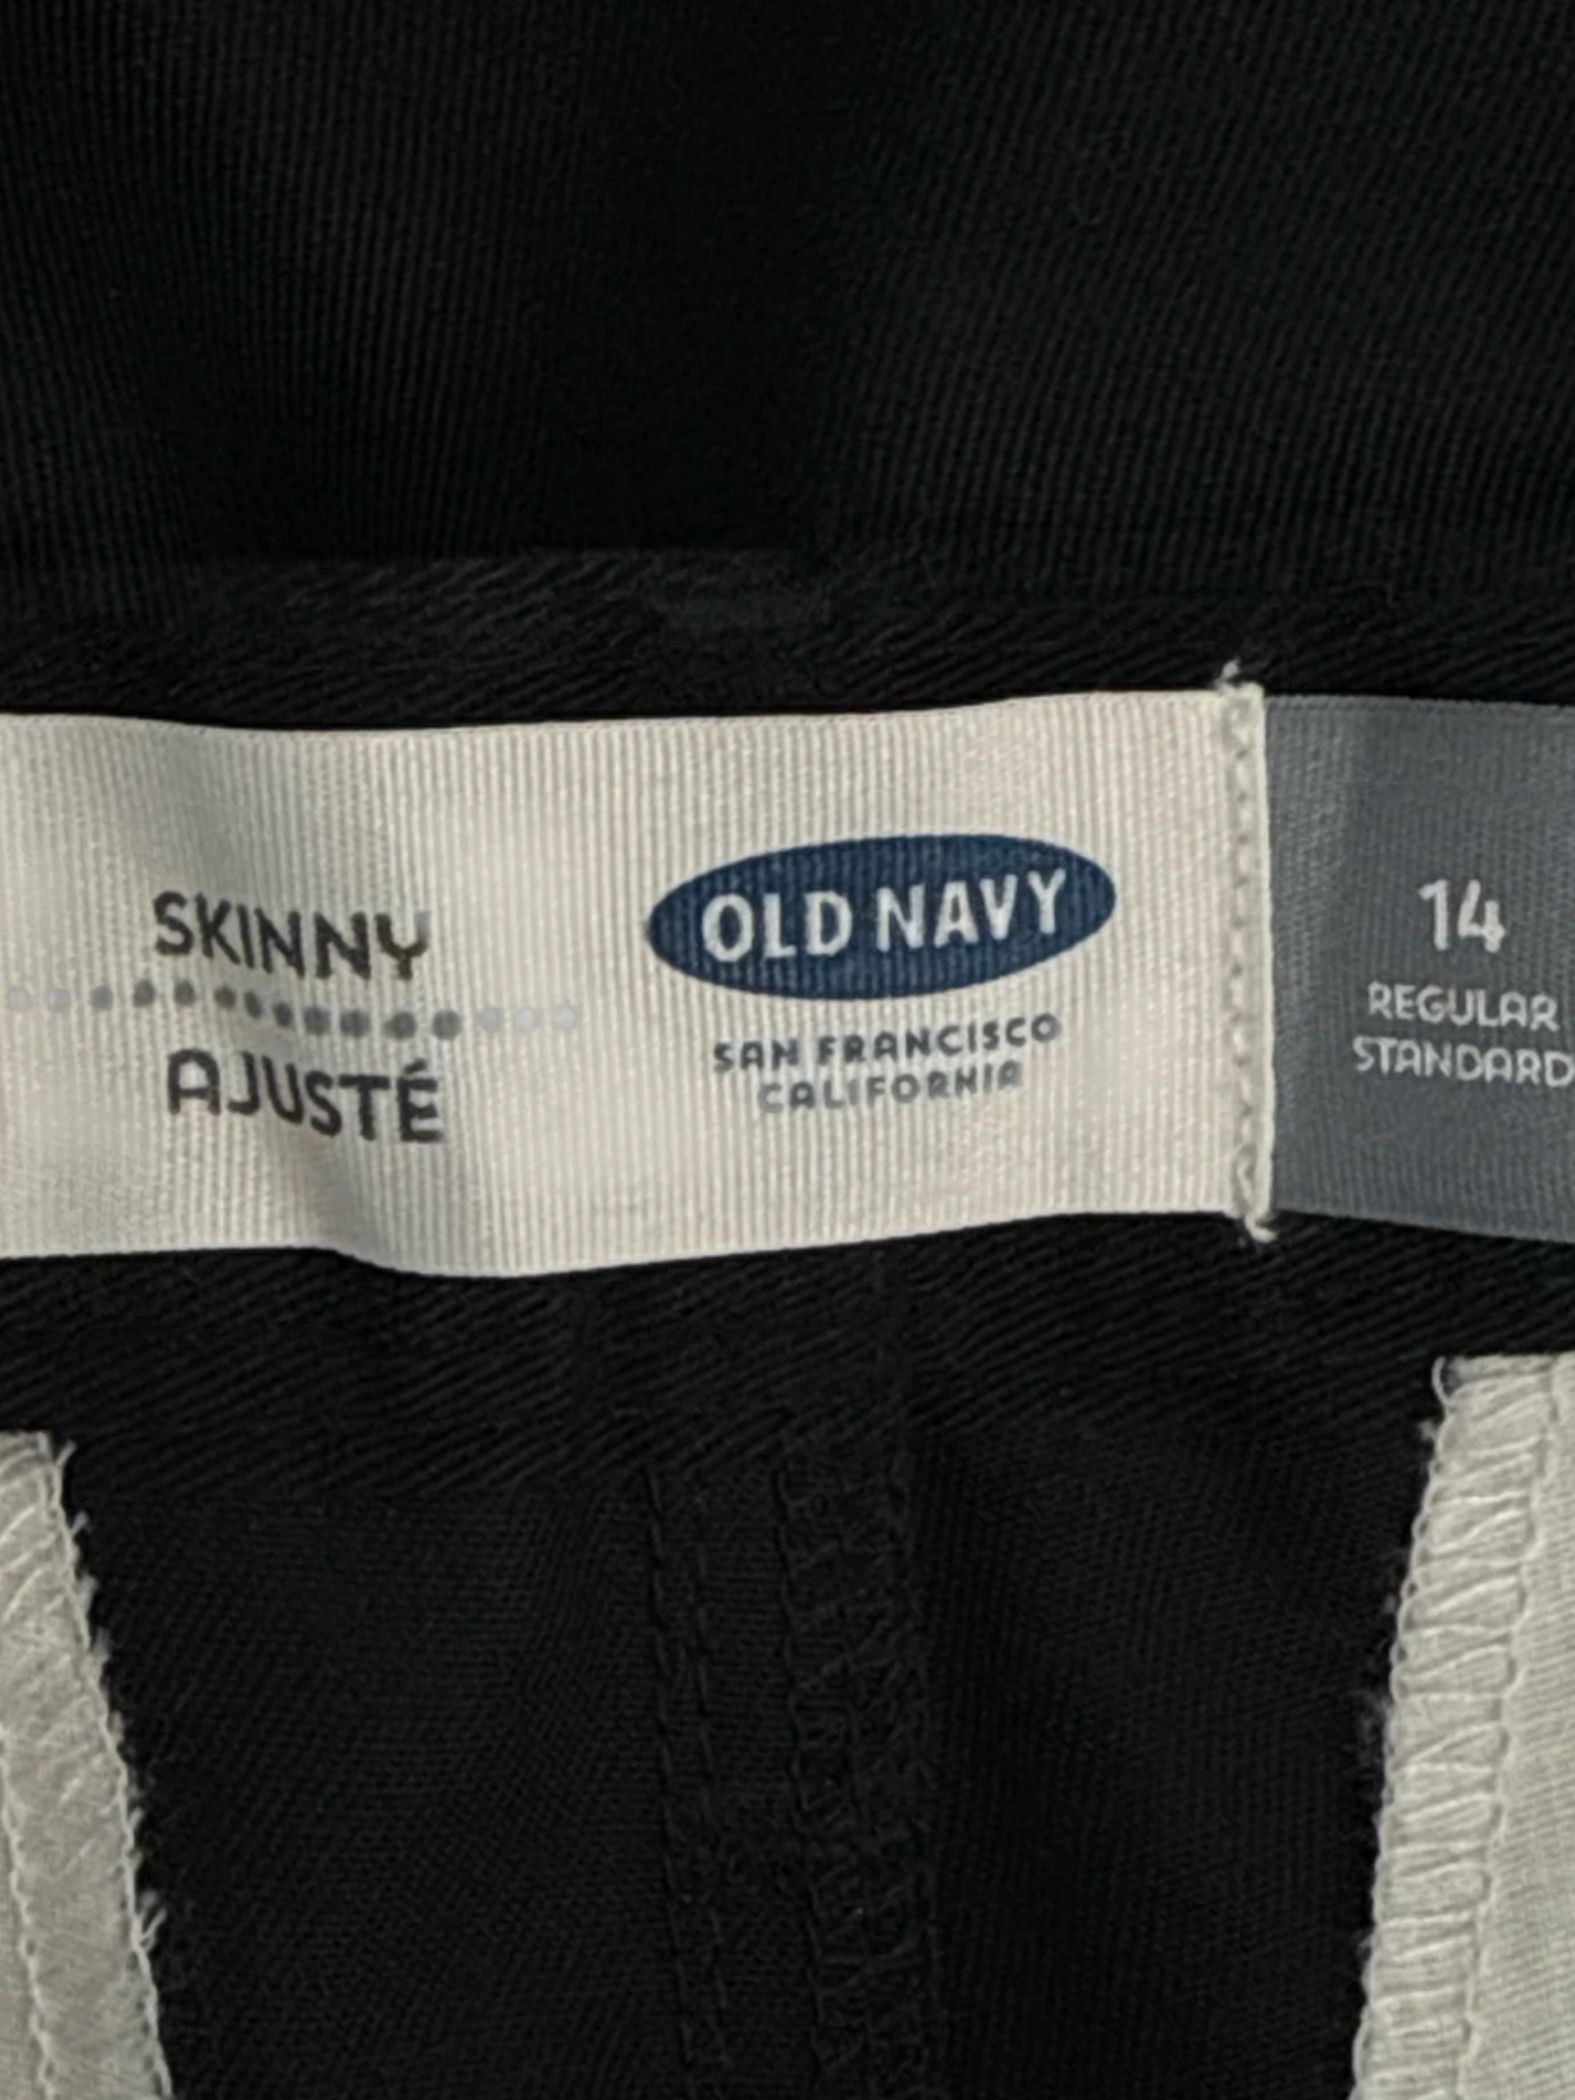 SKINNY
AJUSTÉ
OLD NAVY
SAN FRANCISCO
CALIFORNIA
14
REGULAR
STANDARD